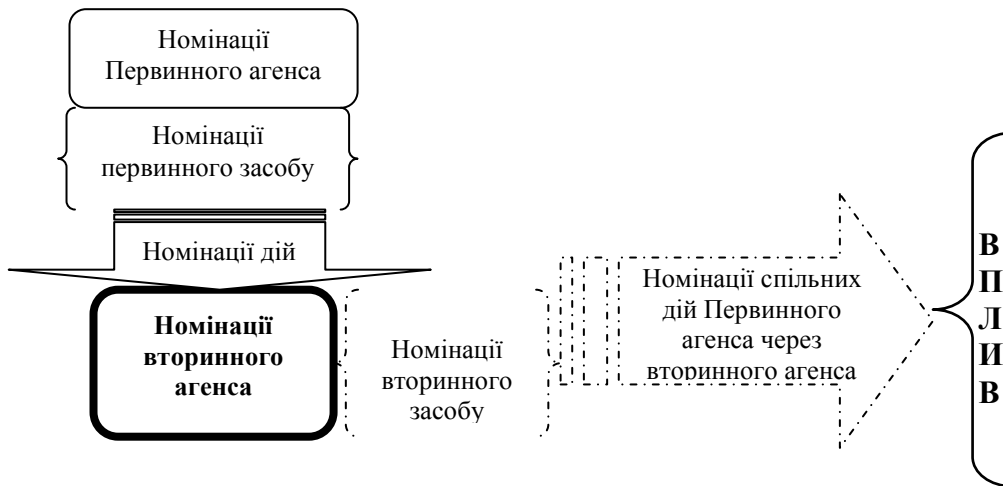 Номінації
Первинного агенса
Номінації
первинного засобу
Номінації дій
Номінації
вторинного
агенса
Номінації
вторинного
засобу
Номінації спільних
дій Первинного
агенса через
вторинного агенса
В
П
Л
И
В